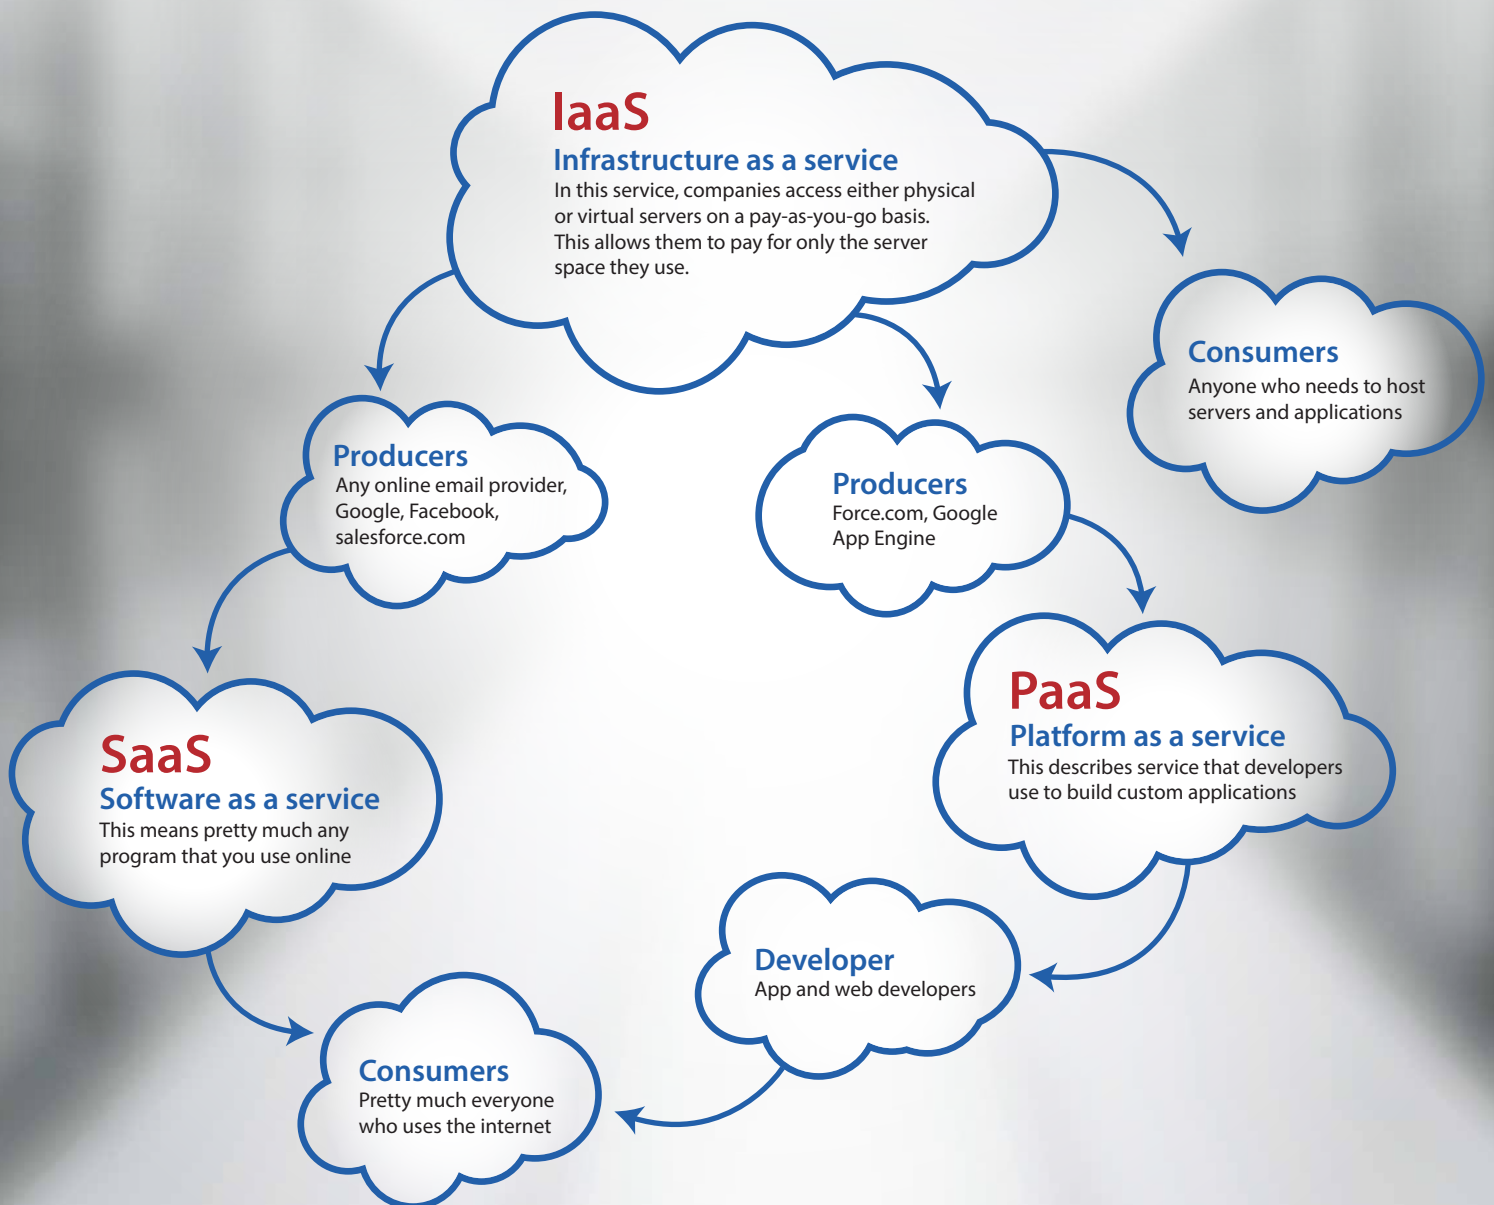 IaaS
Infrastructure as a service
In this service, companies access either physical
or virtual servers on a pay-as-you-go basis.
This allows them to pay for only the server
space they use.
Consumers
Anyone who needs to host
servers and applications
Producers
Any online email provider,
Google, Facebook,
salesforce.com
Producers
Force.com, Google
App Engine
PaaS
Platform as a service
This describes service that developers
use to build custom applications
SaaS
Software as a service
This means pretty much any
program that you use online
Developer
App and web developers
Consumers
Pretty much everyone
who uses the internet